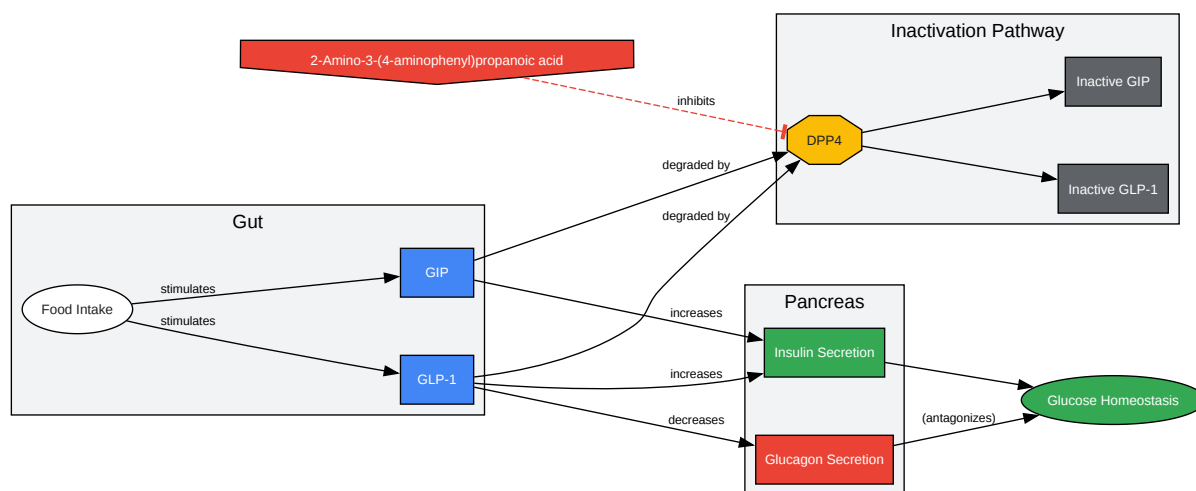 Inactivation Pathway
2-Amino-3-(4-aminophenyl)propanoic acid
Inactive GIP
inhibits
DPP4
degraded by
Inactive GLP-1
degraded by
Gut
GIP
stimulates
Food Intake
stimulates
GLP-1
Pancreas
increases
Insulin Secretion
increases
Glucose Homeostasis
decreases
(antagonizes)
Glucagon Secretion